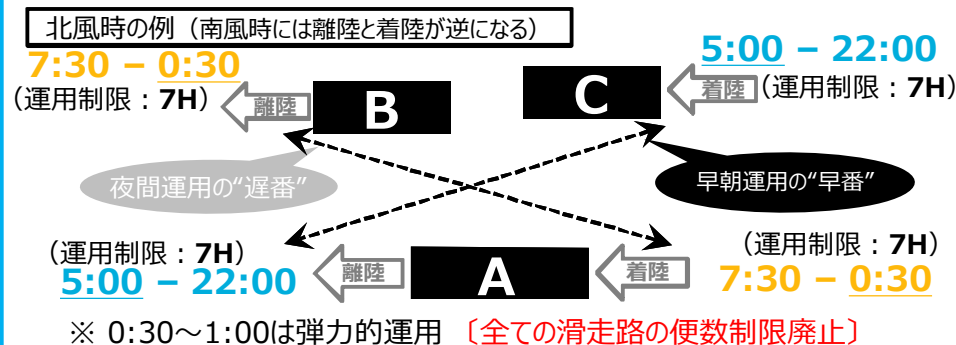 北風時の例（南風時には離陸と着陸が逆になる）
7:30 – 0:30
（運用制限：7H）
離陸
B
C
5:00 – 22:00
着陸
（運用制限：7H）
夜間運用の“遅番”
早朝運用の“早番”
（運用制限：7H）
5:00 – 22:00
離陸
A
着陸
（運用制限：7H）
7:30 – 0:30
※ 0:30～1:00は弾力的運用 〔全ての滑走路の便数制限廃止〕